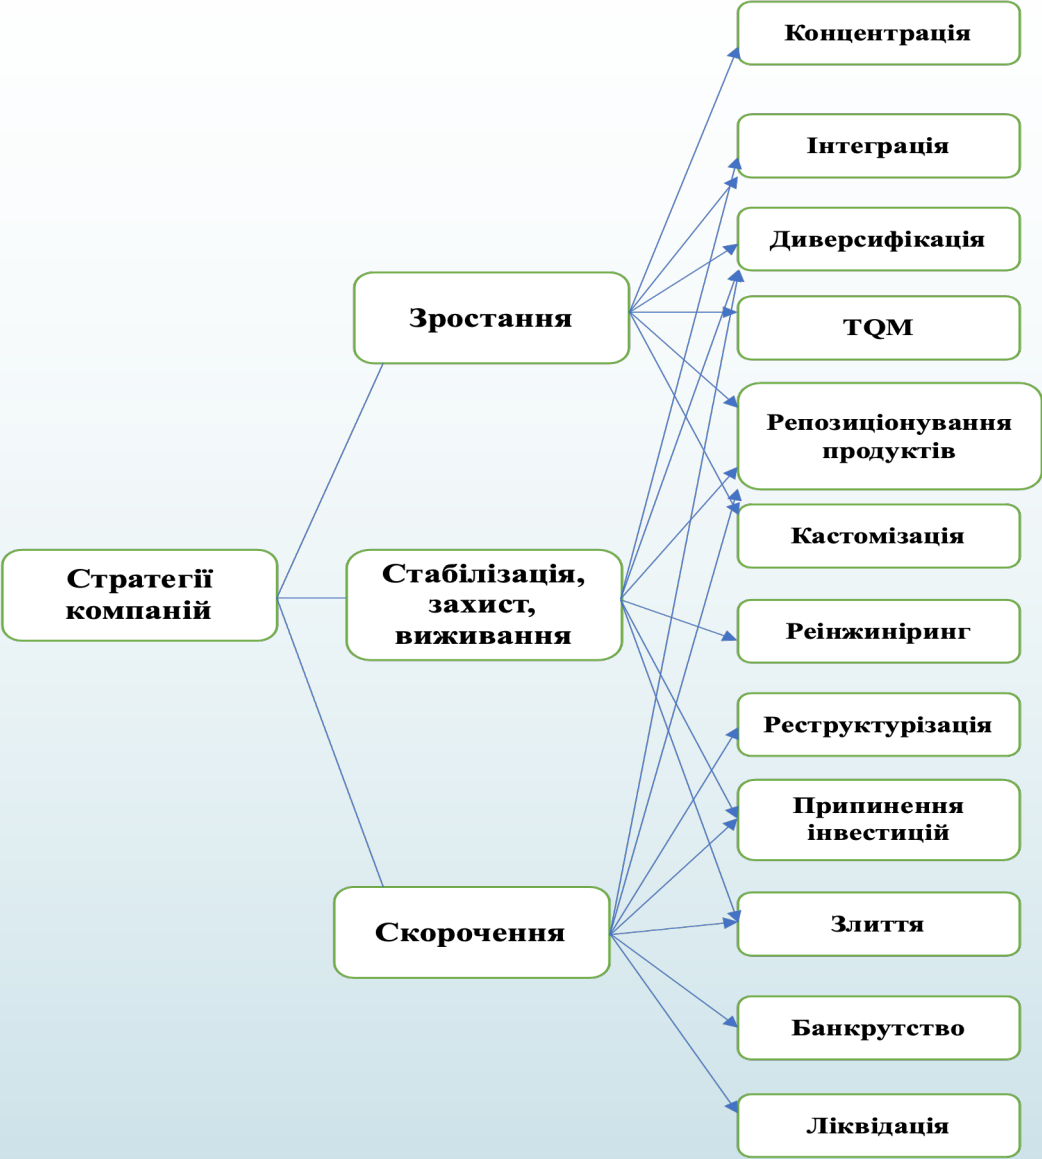 Концентрація
Інтеграція
Диверсифікація
Зростання
TQM
Репозиціонування
продуктів
Кастомізація
Стратегії
компаній
Стабілізація,
захист,
виживання
Реінжиніринг
Реструктурізація
Припинення
інвестицій
Скорочення
Злиття
Банкрутство
Ліквідація